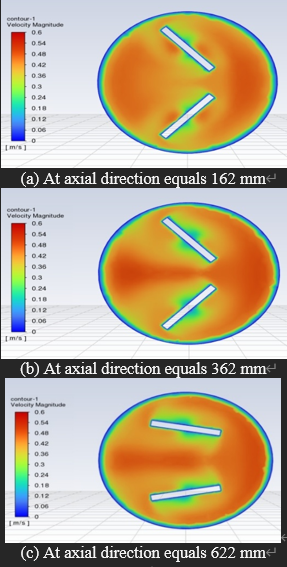 contour-1
Velocity Magnitude
0.6
0.54
0.48
0.42
0.36
0.3
0.24
0.18
0.12
0.06
0
[ m/s ]
(a) At axial direction equals 162 mm↵
contour-1
Velocity Magnitude
0.6
0.54
0.48
0.42
0.36
0.3
0.24
0.18
0.12
0.06
0
[ m/s ]
(b) At axial direction equals 362 mm↵
contour-1
Velocity Magnitude
0.6
0.54
0.48
0.42
0.36
0.3
0.24
0.18
0.12
0.06
0
[ m/s ]
(c) At axial direction equals 622 mm↵